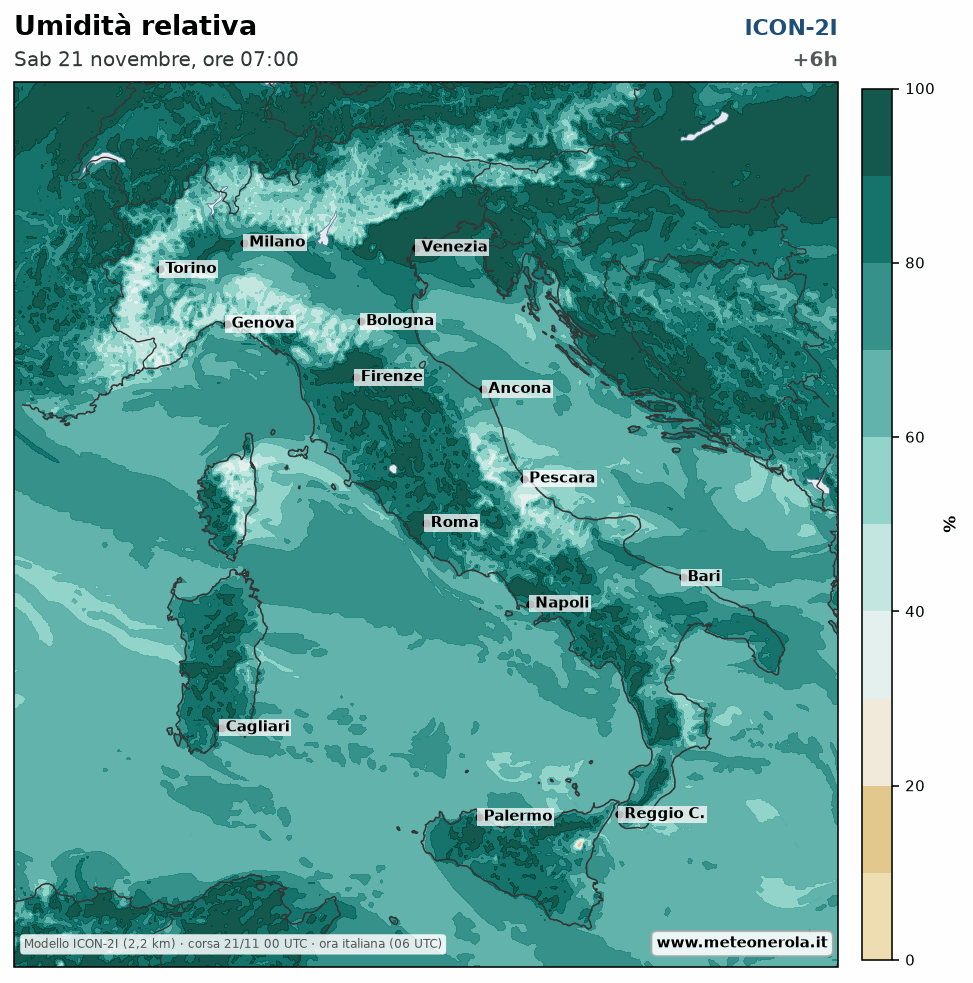 Umidità relativa
ICON-2I
Sab 21 novembre, ore 07:00
+6h
100
80
60
40
20
0
%
Milano
Venezia
Torino
Genova
Bologna
Firenze
Ancona
Pescara
Roma
Bari
Napoli
Cagliari
Palermo
Reggio C.
Modello ICON-2I (2,2 km) · corsa 21/11 00 UTC · ora italiana (06 UTC)
www.meteonerola.it